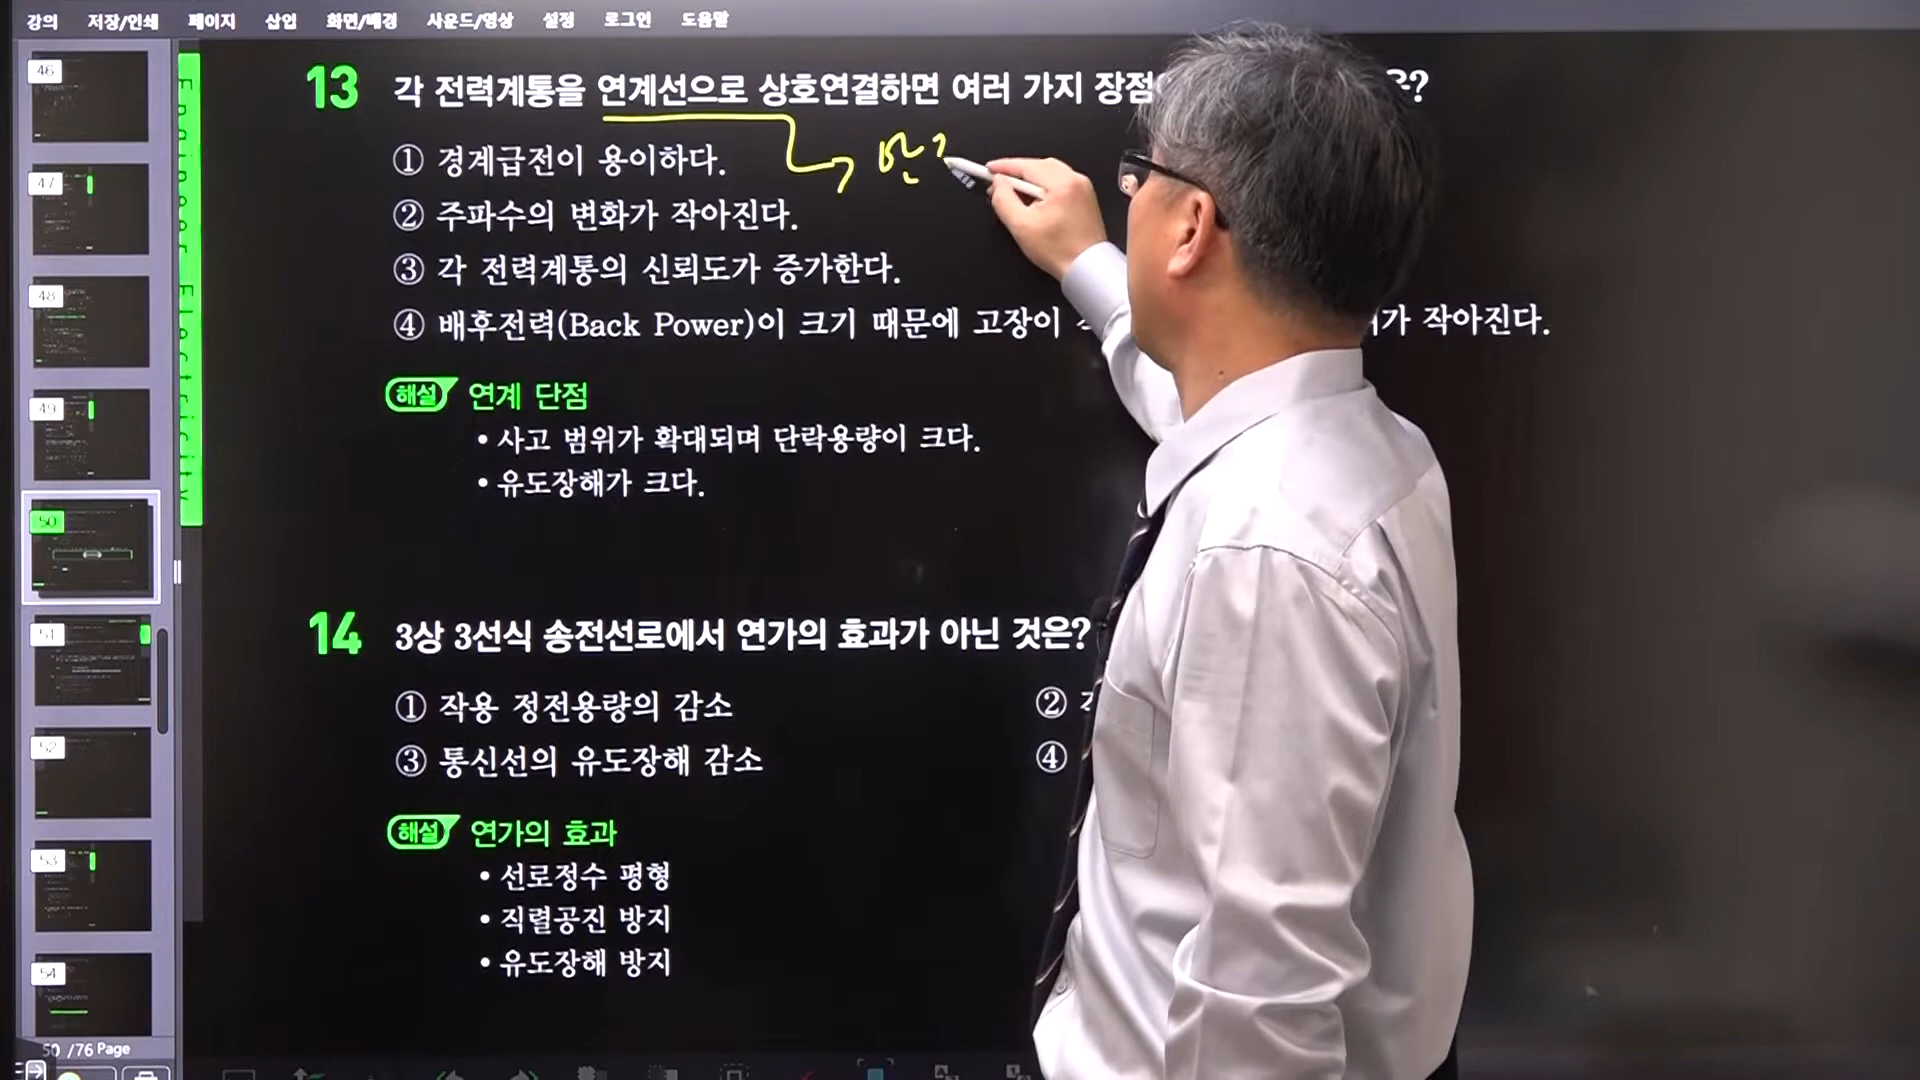 강의 저장/인쇄 페이지 삽입 화면/배경 사운드/영상 설정 로그인 도움말
46
47
48
49
50
51
52
53
54
50 /76 Page
Engineer Electricity
13 각 전력계통을 연계선으로 상호연결하면 여러 가지 장점
?
① 경계급전이 용이하다.
② 주파수의 변화가 작아진다.
③ 각 전력계통의 신뢰도가 증가한다.
④ 배후전력(Back Power)이 크기 때문에 고장이 가 작아진다.
해설 연계 단점
• 사고 범위가 확대되며 단락용량이 크다.
• 유도장해가 크다.
14 3상 3선식 송전선로에서 연가의 효과가 아닌 것은?
① 작용 정전용량의 감소
②
③ 통신선의 유도장해 감소
④
해설 연가의 효과
• 선로정수 평형
• 직렬공진 방지
• 유도장해 방지